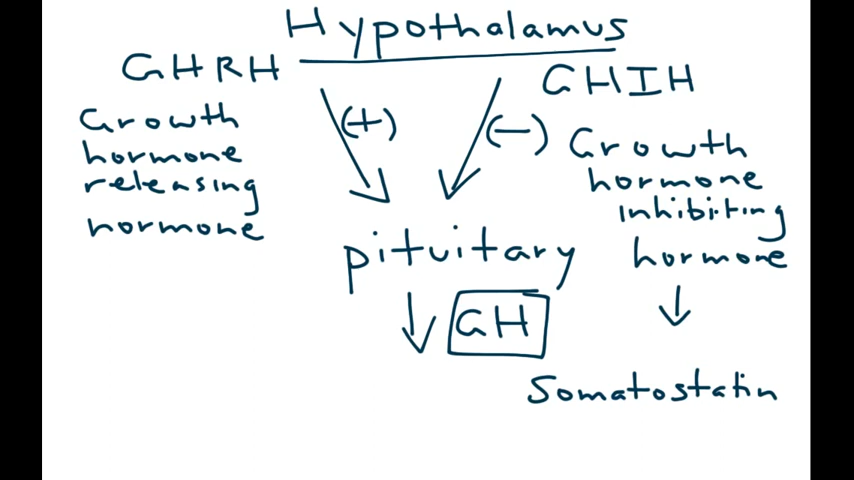 Hypothalamus
GHRH
Growth
hormone
releasing
hormone
(+)
(-)
GHIH
Growth
hormone
inhibiting
hormone
pituitary
GH
Somatostatin